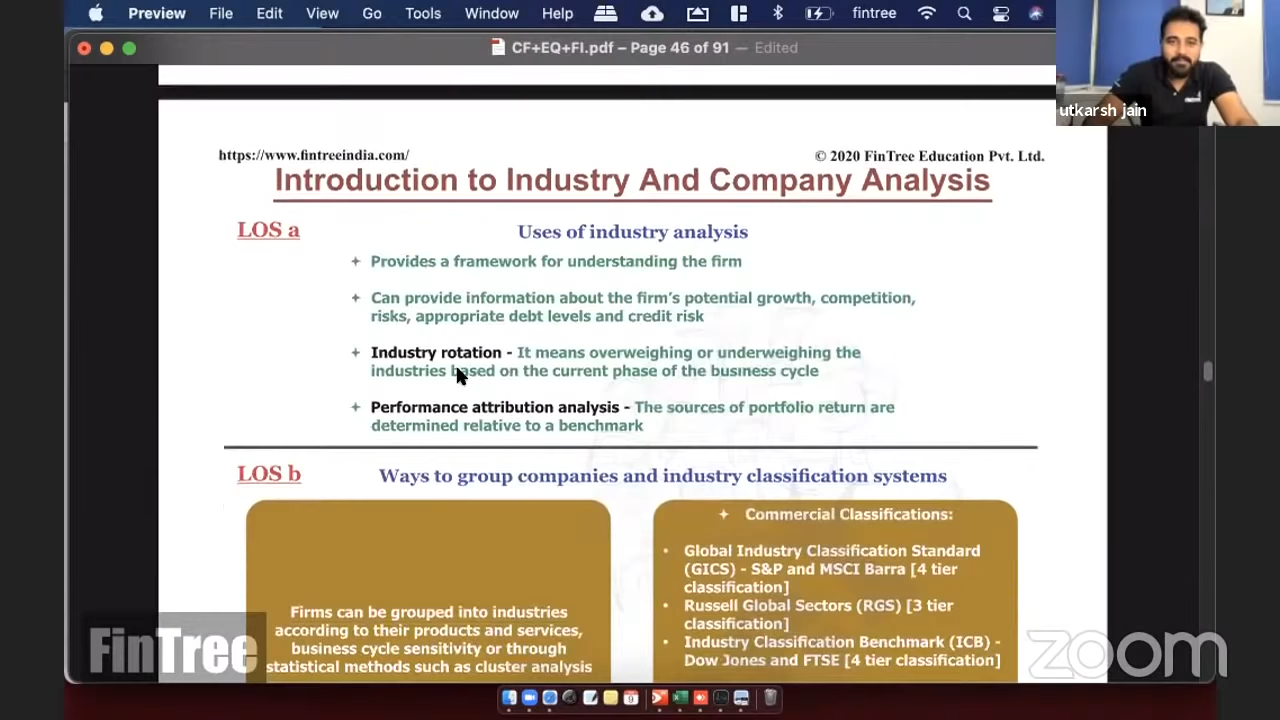 Preview File Edit View Go Tools Window Help fintree
CF+EQ+FI.pdf – Page 46 of 91 — Edited
utkarsh jain
https://www.fintreeindia.com/ © 2020 FinTree Education Pvt. Ltd.
Introduction to Industry And Company Analysis
LOS a
Uses of industry analysis
Provides a framework for understanding the firm
Can provide information about the firm's potential growth, competition,
risks, appropriate debt levels and credit risk
Industry rotation - It means overweighing or underweighing the
industries based on the current phase of the business cycle
Performance attribution analysis - The sources of portfolio return are
determined relative to a benchmark
LOS b
Ways to group companies and industry classification systems
Firms can be grouped into industries
according to their products and services,
business cycle sensitivity or through
statistical methods such as cluster analysis
Commercial Classifications:
• Global Industry Classification Standard
(GICS) - S&P and MSCI Barra [4 tier
classification]
• Russell Global Sectors (RGS) [3 tier
classification]
• Industry Classification Benchmark (ICB) -
Dow Jones and FTSE [4 tier classification]
FinTree
zoom